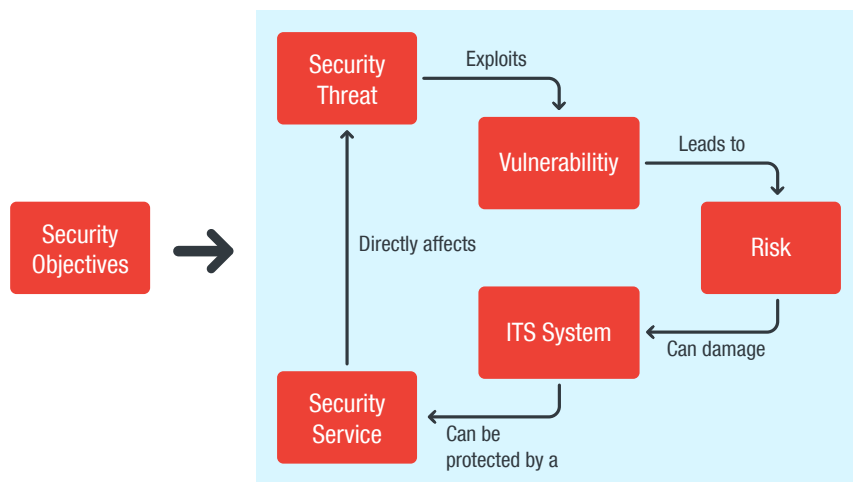 Security
Objectives
Security
Threat
Exploits
Vulnerabilitiy
Leads to
Risk
Can damage
ITS System
Can be
protected by a
Security
Service
Directly affects